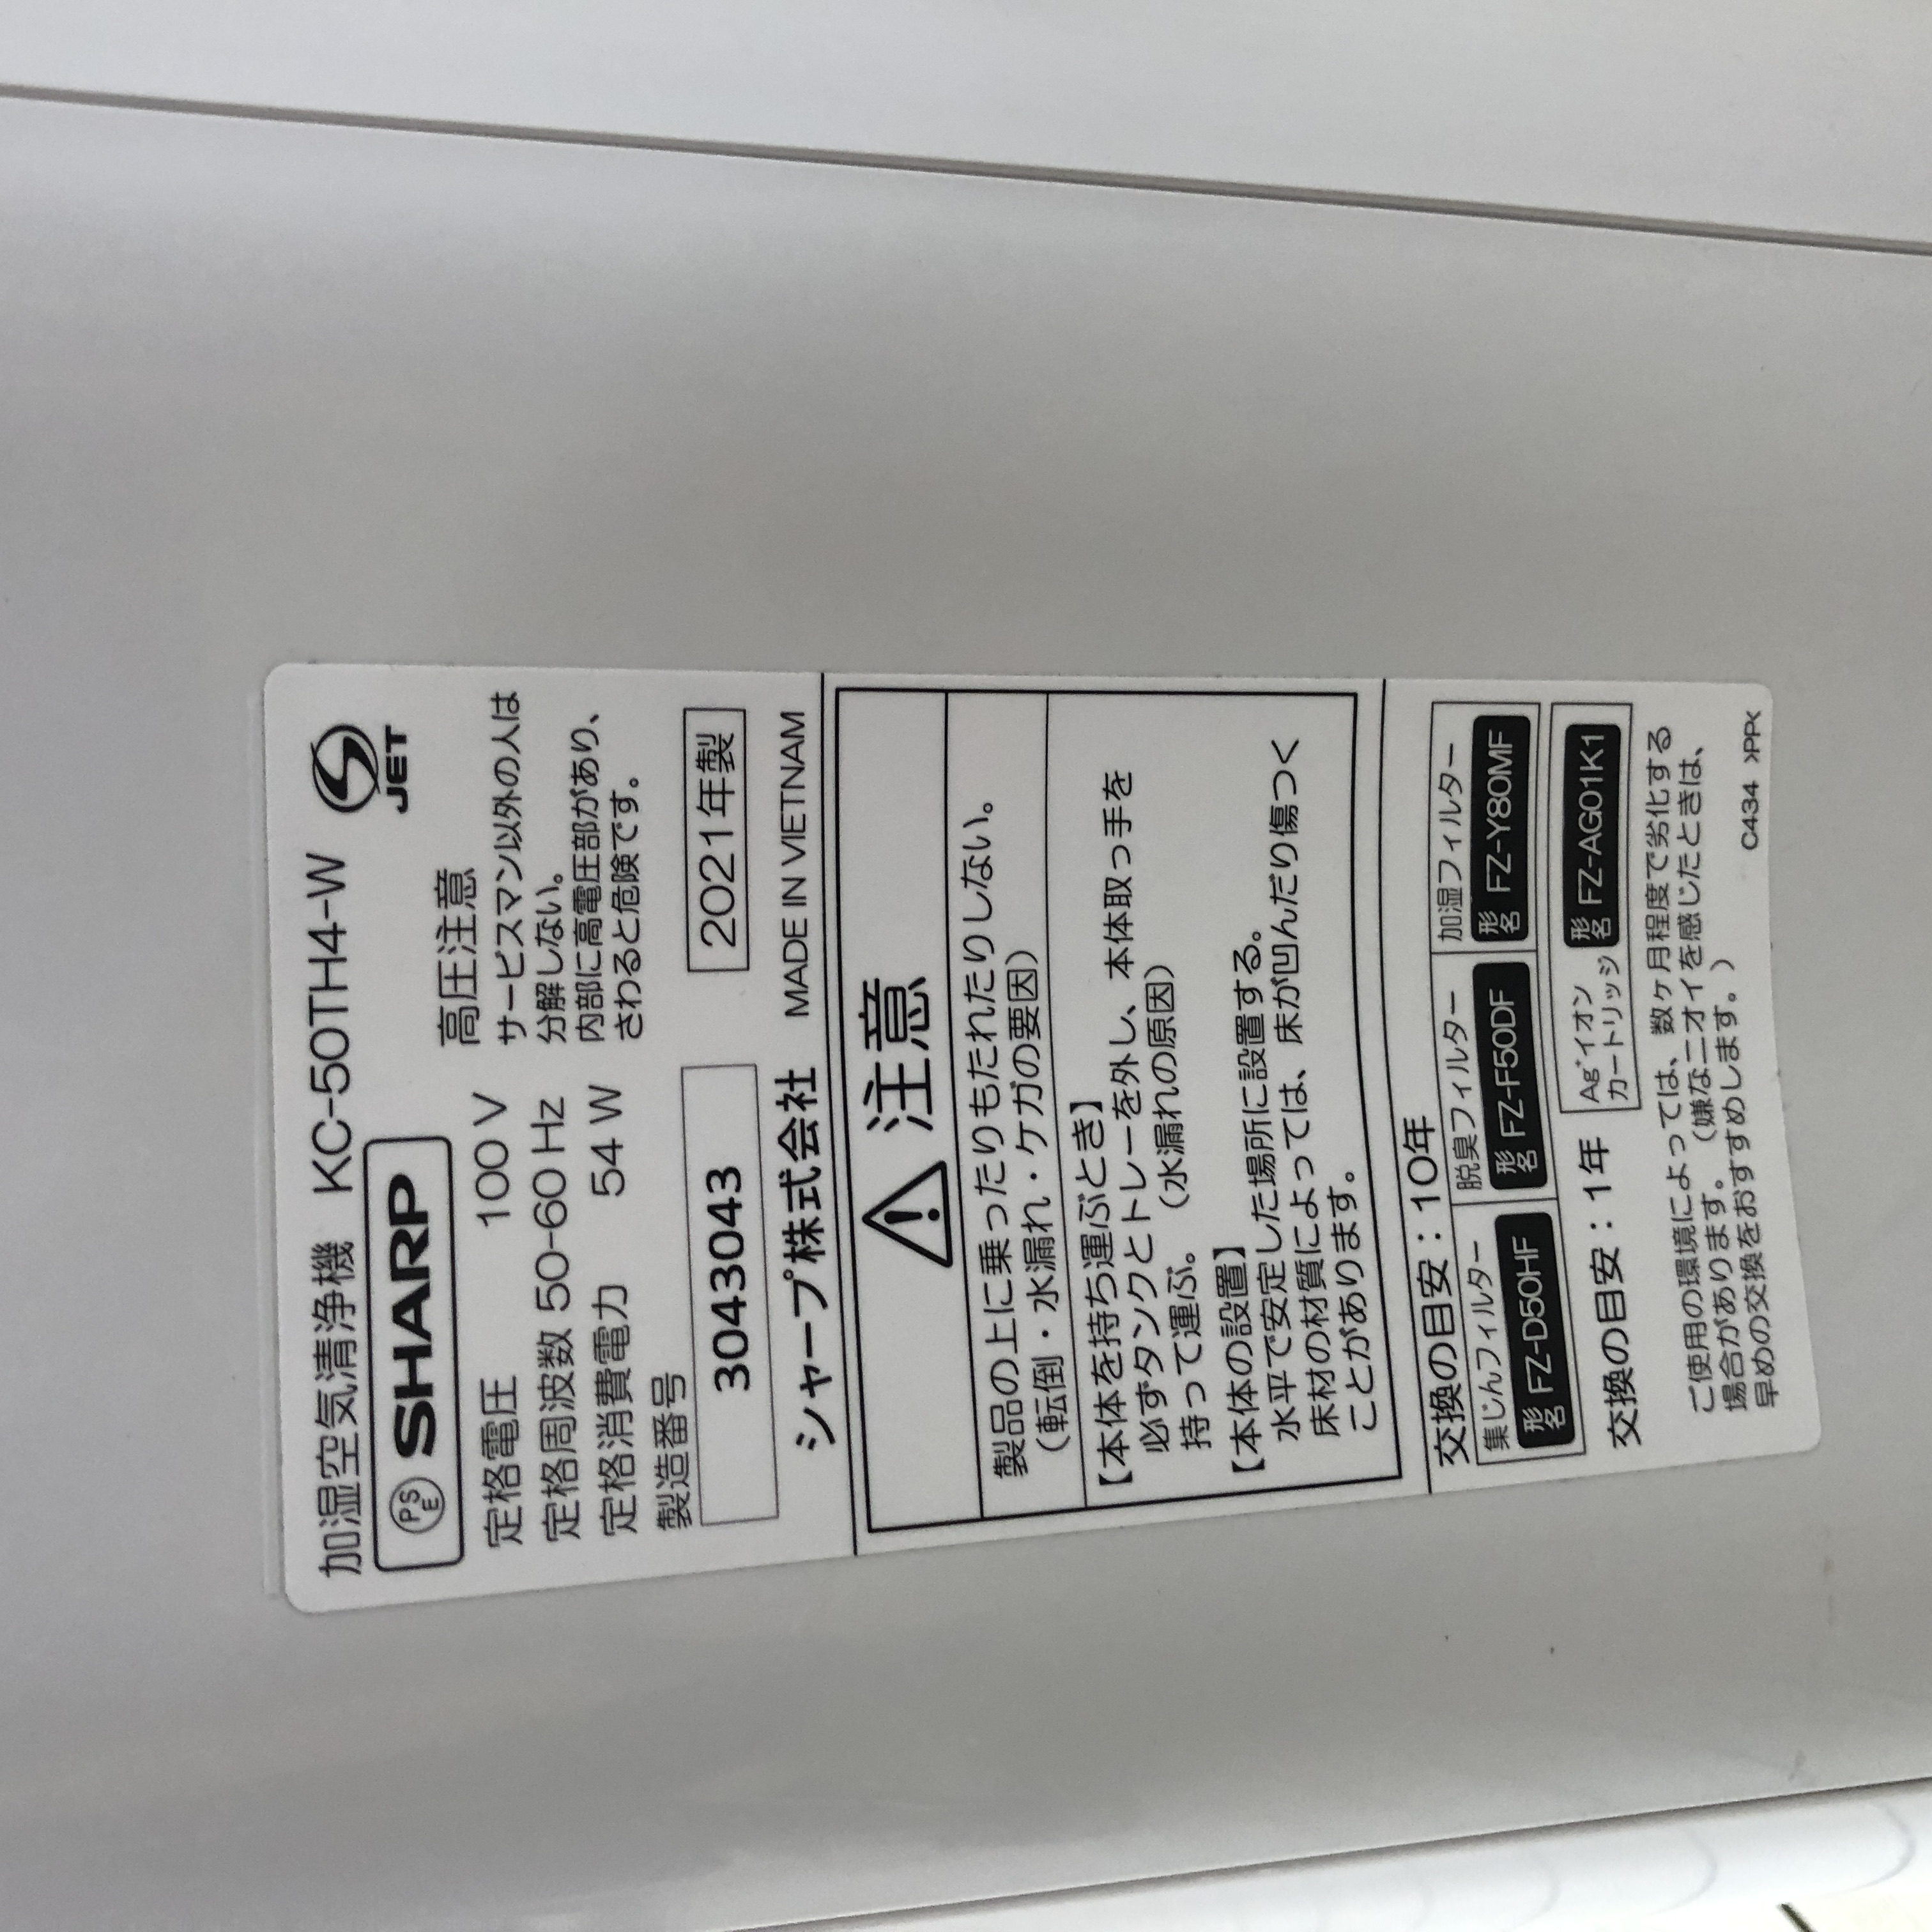 加湿空気清浄機 KC-50TH4-W
PSE SHARP
JET
定格電圧 100 V
定格周波数 50-60 Hz
定格消費電力 54 W
製造番号
3043043
高圧注意
サービスマン以外の人は
分解しない。
内部に高電圧部があり、
さわると危険です。
2021年製
シャープ株式会社 MADE IN VIETNAM
注意
製品の上に乗ったりもたれたりしない。
（転倒・水漏れ・ケガの要因）
【本体を持ち運ぶとき】
必ずタンクとトレーを外し、本体取っ手を
持って運ぶ。（水漏れの原因）
【本体の設置】
水平で安定した場所に設置する。
床材の材質によっては、床が凹んだり傷つく
ことがあります。
交換の目安：10年
集じんフィルター
形名 FZ-D50HF
脱臭フィルター
形名 FZ-F50DF
加湿フィルター
形名 FZ-Y80MF
交換の目安：1年
Ag⁺イオン
カートリッジ
形名 FZ-AG01K1
ご使用の環境によっては、数ヶ月程度で劣化する
場合があります。（嫌なニオイを感じたときは、
早めの交換をおすすめします。）
C434 >PP<